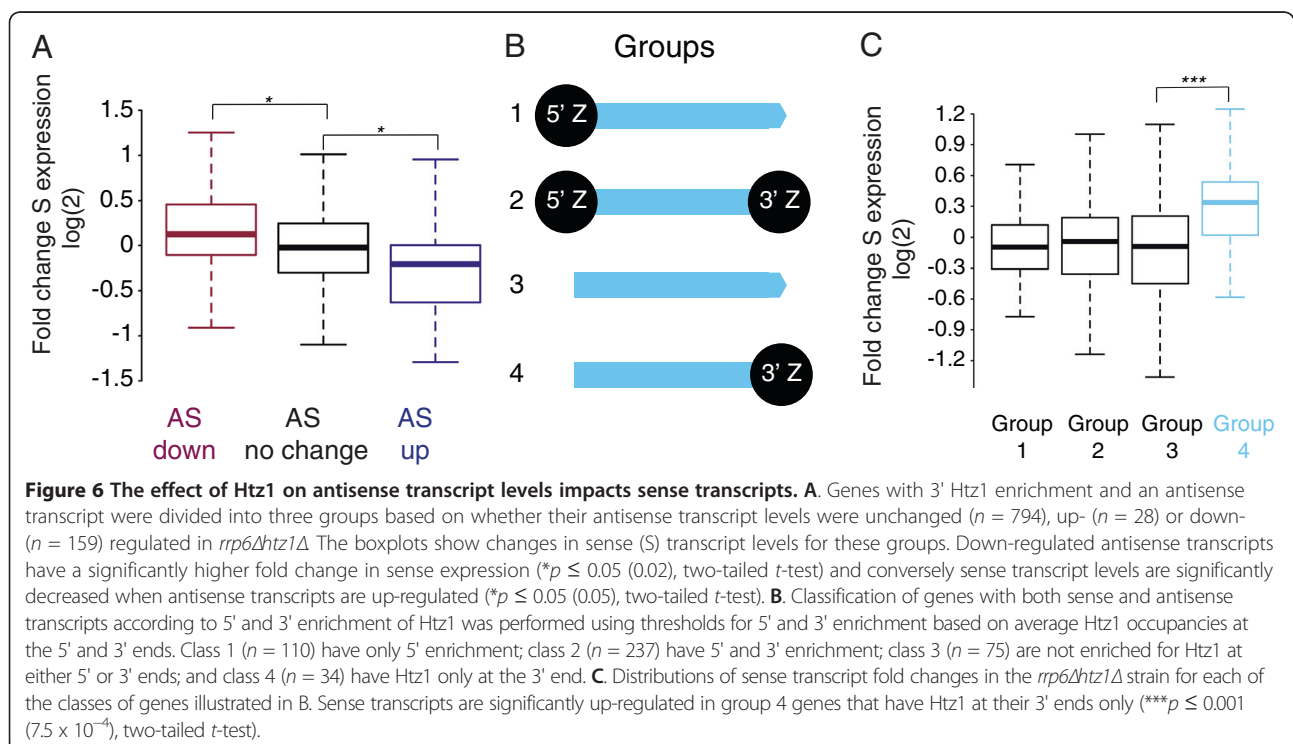 A
B
Groups
C
Fold change S expression
log(2)
1.5
1
0.5
0
-0.5
-1
-1.5
*
*
AS
down
AS
no change
AS
up
1
5' Z
2
5' Z
3' Z
3
4
3' Z
Fold change S expression
log(2)
1.2
0.9
0.6
0.3
0
-0.3
-0.6
-0.9
-1.2
***
Group
1
Group
2
Group
3
Group
4
Figure 6 The effect of Htz1 on antisense transcript levels impacts sense transcripts. A. Genes with 3' Htz1 enrichment and an antisense
transcript were divided into three groups based on whether their antisense transcript levels were unchanged (n = 794), up- (n = 28) or down-
(n = 159) regulated in rrp6Δhtz1Δ The boxplots show changes in sense (S) transcript levels for these groups. Down-regulated antisense transcripts
have a significantly higher fold change in sense expression (*p ≤ 0.05 (0.02), two-tailed t-test) and conversely sense transcript levels are significantly
decreased when antisense transcripts are up-regulated (*p ≤ 0.05 (0.05), two-tailed t-test). B. Classification of genes with both sense and antisense
transcripts according to 5' and 3' enrichment of Htz1 was performed using thresholds for 5' and 3' enrichment based on average Htz1 occupancies at
the 5' and 3' ends. Class 1 (n = 110) have only 5' enrichment; class 2 (n = 237) have 5' and 3' enrichment; class 3 (n = 75) are not enriched for Htz1 at
either 5' or 3' ends; and class 4 (n = 34) have Htz1 only at the 3' end. C. Distributions of sense transcript fold changes in the rrp6Δhtz1Δ strain for each of
the classes of genes illustrated in B. Sense transcripts are significantly up-regulated in group 4 genes that have Htz1 at their 3' ends only (***p ≤ 0.001
(7.5 x 10⁻⁴), two-tailed t-test).